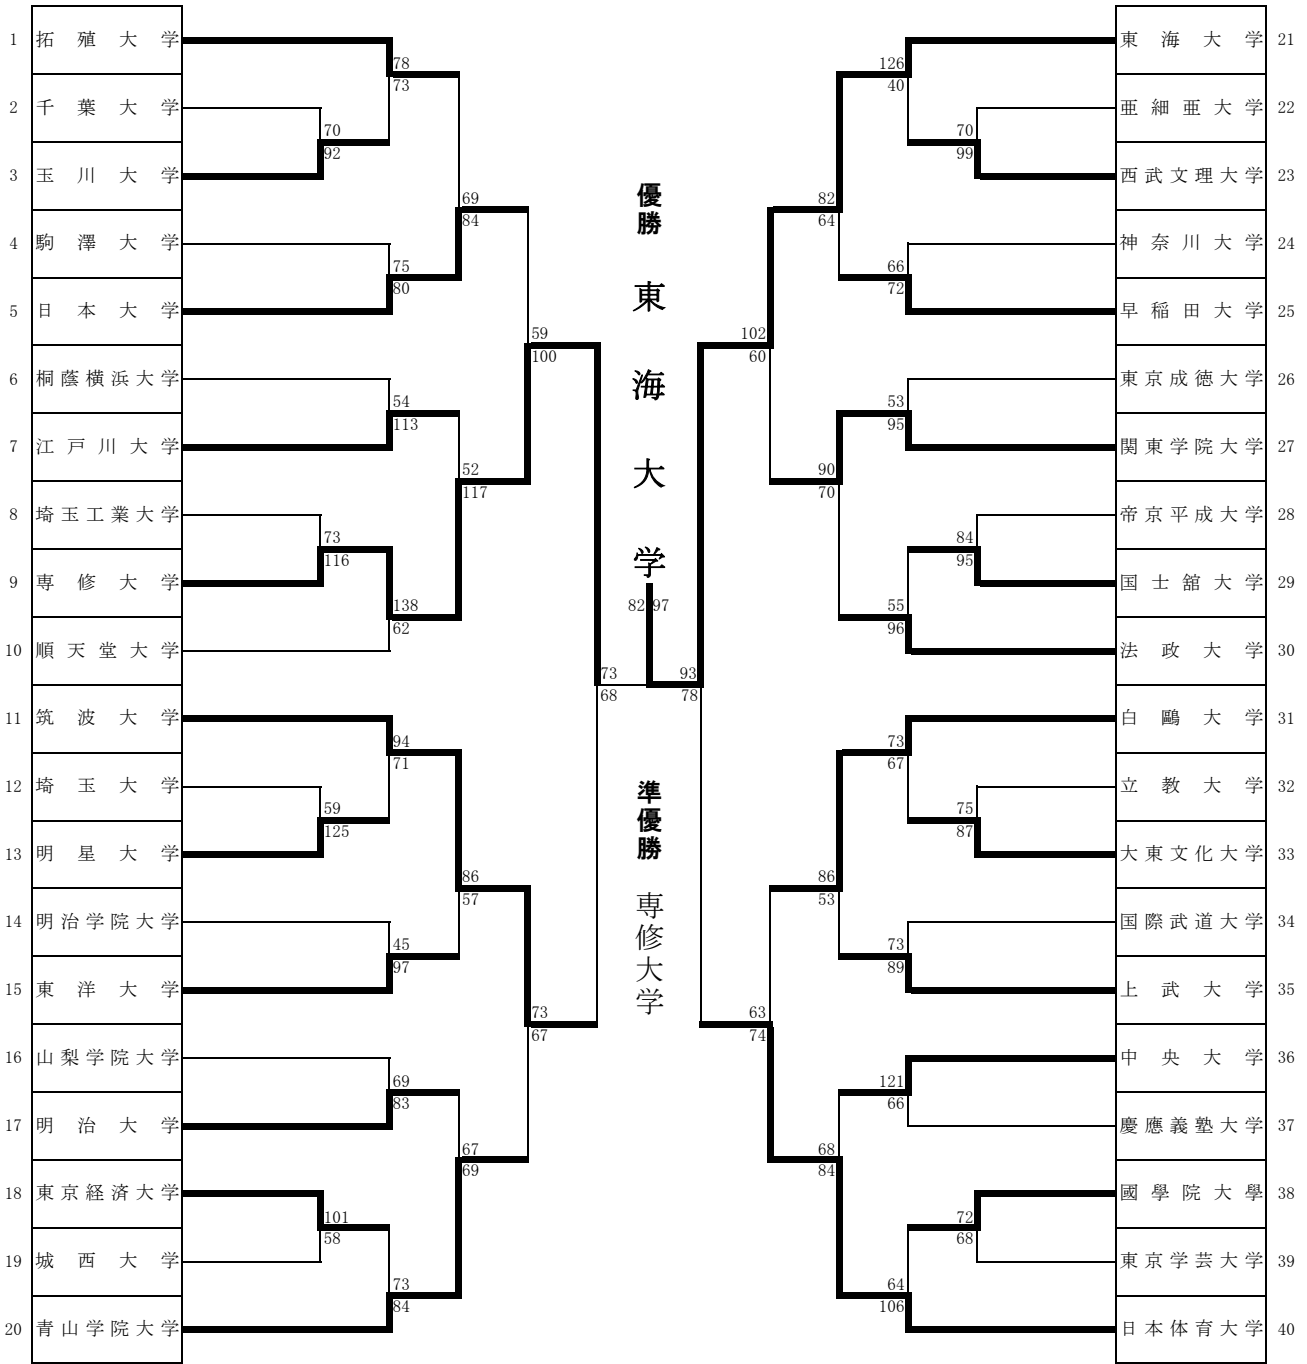 1 拓殖大学
2 千葉大学
3 玉川大学
4 駒澤大学
5 日本大学
6 桐蔭横浜大学
7 江戸川大学
8 埼玉工業大学
9 専修大学
10 順天堂大学
11 筑波大学
12 埼玉大学
13 明星大学
14 明治学院大学
15 東洋大学
16 山梨学院大学
17 明治大学
18 東京経済大学
19 城西大学
20 青山学院大学
70
92
73
116
59
125
101
58
78
73
75
80
54
113
138
62
94
71
45
97
69
83
73
84
69
84
52
117
86
57
67
69
59
100
73
67
73
68
優勝
東海大学
82 97
準優勝
専修大学
93
78
102
60
63
74
82
64
90
70
86
53
68
84
126
40
66
72
53
95
55
96
73
67
73
89
121
66
64
106
70
99
84
95
75
87
72
68
東海大学 21
亜細亜大学 22
西武文理大学 23
神奈川大学 24
早稲田大学 25
東京成徳大学 26
関東学院大学 27
帝京平成大学 28
国士舘大学 29
法政大学 30
白鷗大学 31
立教大学 32
大東文化大学 33
国際武道大学 34
上武大学 35
中央大学 36
慶應義塾大学 37
國學院大學 38
東京学芸大学 39
日本体育大学 40